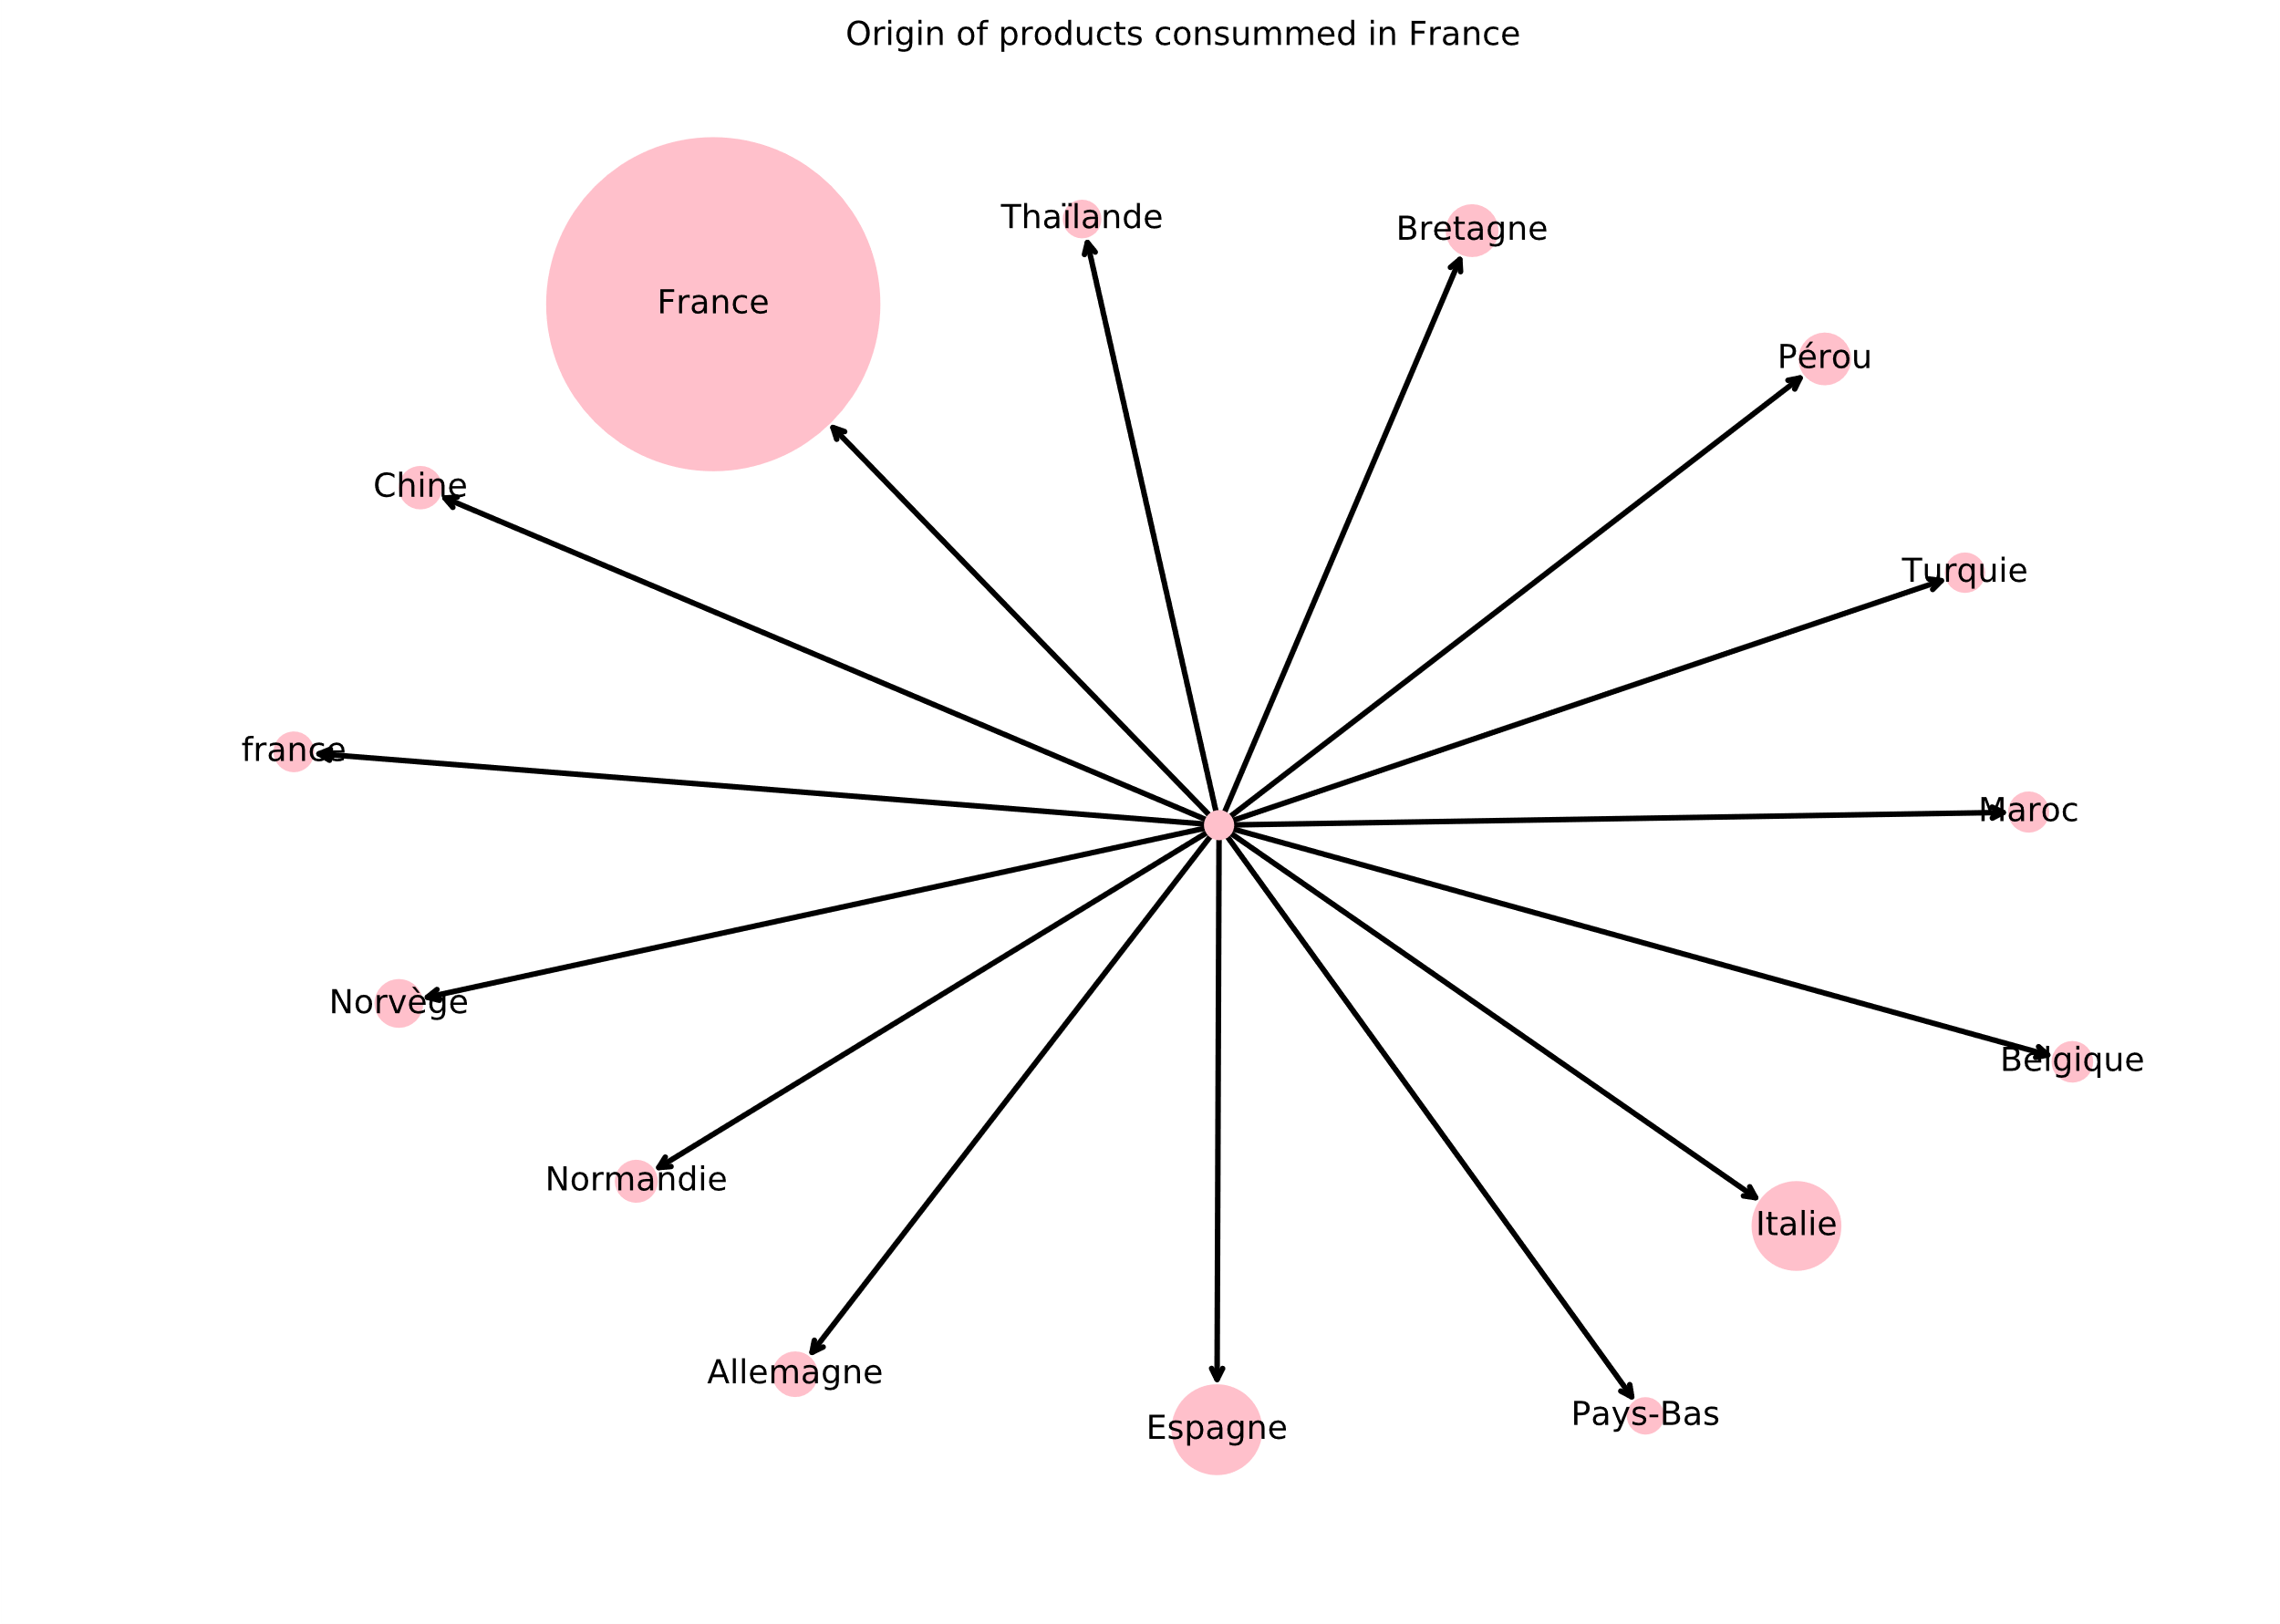 Origin of products consummed in France
Thaïlande
Bretagne
France
Pérou
Chine
Turquie
france
Maroc
Norvège
Belgique
Normandie
Italie
Allemagne
Pays-Bas
Espagne